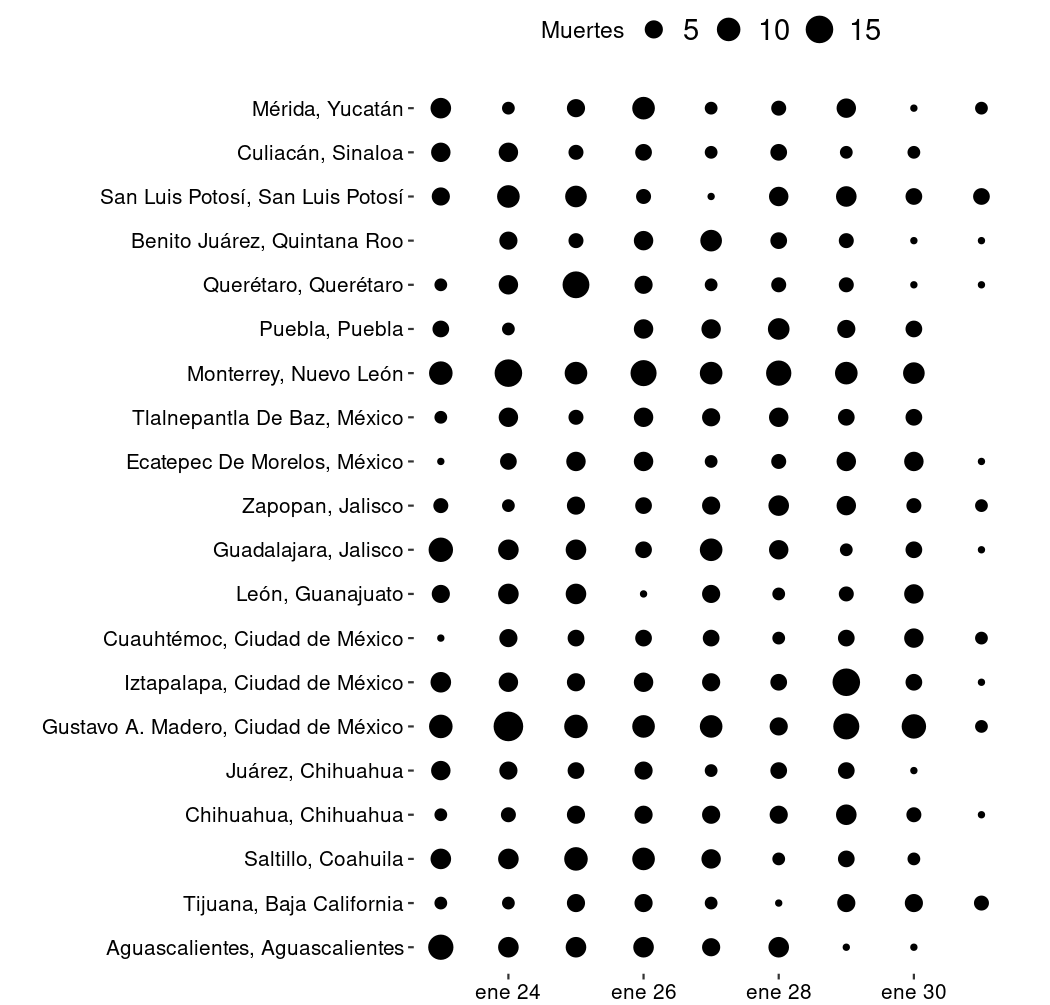 Muertes 5 10 15
Mérida, Yucatán
Culiacán, Sinaloa
San Luis Potosí, San Luis Potosí
Benito Juárez, Quintana Roo
Querétaro, Querétaro
Puebla, Puebla
Monterrey, Nuevo León
Tlalnepantla De Baz, México
Ecatepec De Morelos, México
Zapopan, Jalisco
Guadalajara, Jalisco
León, Guanajuato
Cuauhtémoc, Ciudad de México
Iztapalapa, Ciudad de México
Gustavo A. Madero, Ciudad de México
Juárez, Chihuahua
Chihuahua, Chihuahua
Saltillo, Coahuila
Tijuana, Baja California
Aguascalientes, Aguascalientes
ene 24 ene 26 ene 28 ene 30